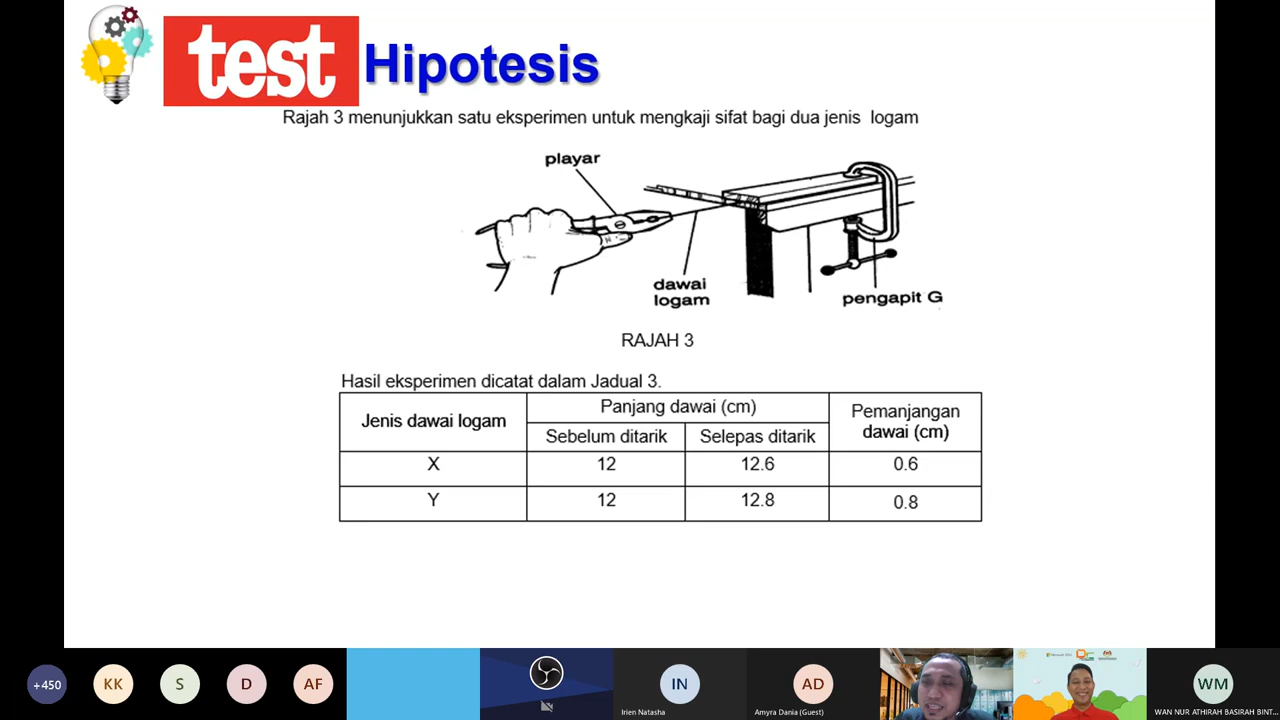 test Hipotesis
Rajah 3 menunjukkan satu eksperimen untuk mengkaji sifat bagi dua jenis logam
playar
dawai
logam
pengapit G
RAJAH 3
Hasil eksperimen dicatat dalam Jadual 3.
Jenis dawai logam Panjang dawai (cm) Pemanjangan dawai (cm)
Sebelum ditarik Selepas ditarik
X 12 12.6 0.6
Y 12 12.8 0.8
+450 KK S D AF IN AD WM
Irien Natasha Amyra Dania (Guest) WAN NUR ATHIRAH BASIRAH BINT...